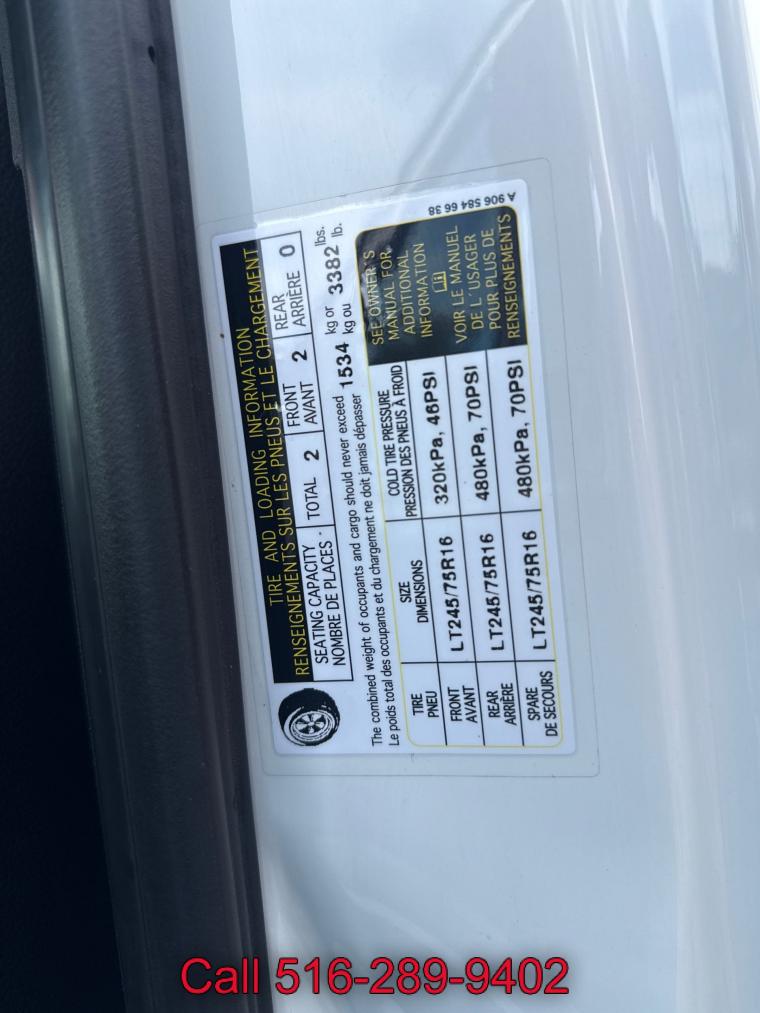 TIRE AND LOADING INFORMATION
RENSEIGNEMENTS SUR LES PNEUS ET LE CHARGEMENT
SEATING CAPACITY TOTAL 2 FRONT 2 REAR 0
NOMBRE DE PLACES AVANT ARRIÈRE
The combined weight of occupants and cargo should never exceed 1534 kg or 3382 lbs.
Le poids total des occupants et du chargement ne doit jamais dépasser kg ou lb.
TIRE SIZE COLD TIRE PRESSURE
PNEU DIMENSIONS PRESSION DES PNEUS À FROID
FRONT LT245/75R16 320kPa, 46PSI
AVANT
REAR LT245/75R16 480kPa, 70PSI
ARRIÈRE
SPARE LT245/75R16 480kPa, 70PSI
DE SECOURS
SEE OWNER'S
MANUAL FOR
ADDITIONAL
INFORMATION
VOIR LE MANUEL
DE L'USAGER
POUR PLUS DE
RENSEIGNEMENTS
A 906 584 66 38
Call 516-289-9402